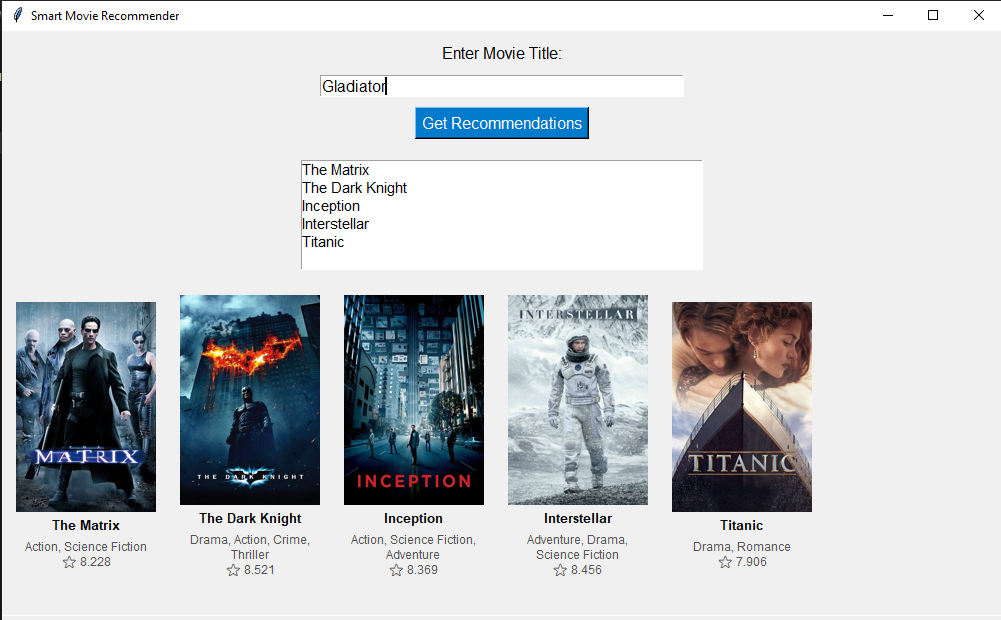 Smart Movie Recommender
Enter Movie Title:
Gladiator
Get Recommendations
The Matrix
The Dark Knight
Inception
Interstellar
Titanic
MATRIX
THE DARK KNIGHT
INCEPTION
INTERSTELLAR
TITANIC
The Matrix
Action, Science Fiction
☆ 8.228
The Dark Knight
Drama, Action, Crime,
Thriller
☆ 8.521
Inception
Action, Science Fiction,
Adventure
☆ 8.369
Interstellar
Adventure, Drama,
Science Fiction
☆ 8.456
Titanic
Drama, Romance
☆ 7.906